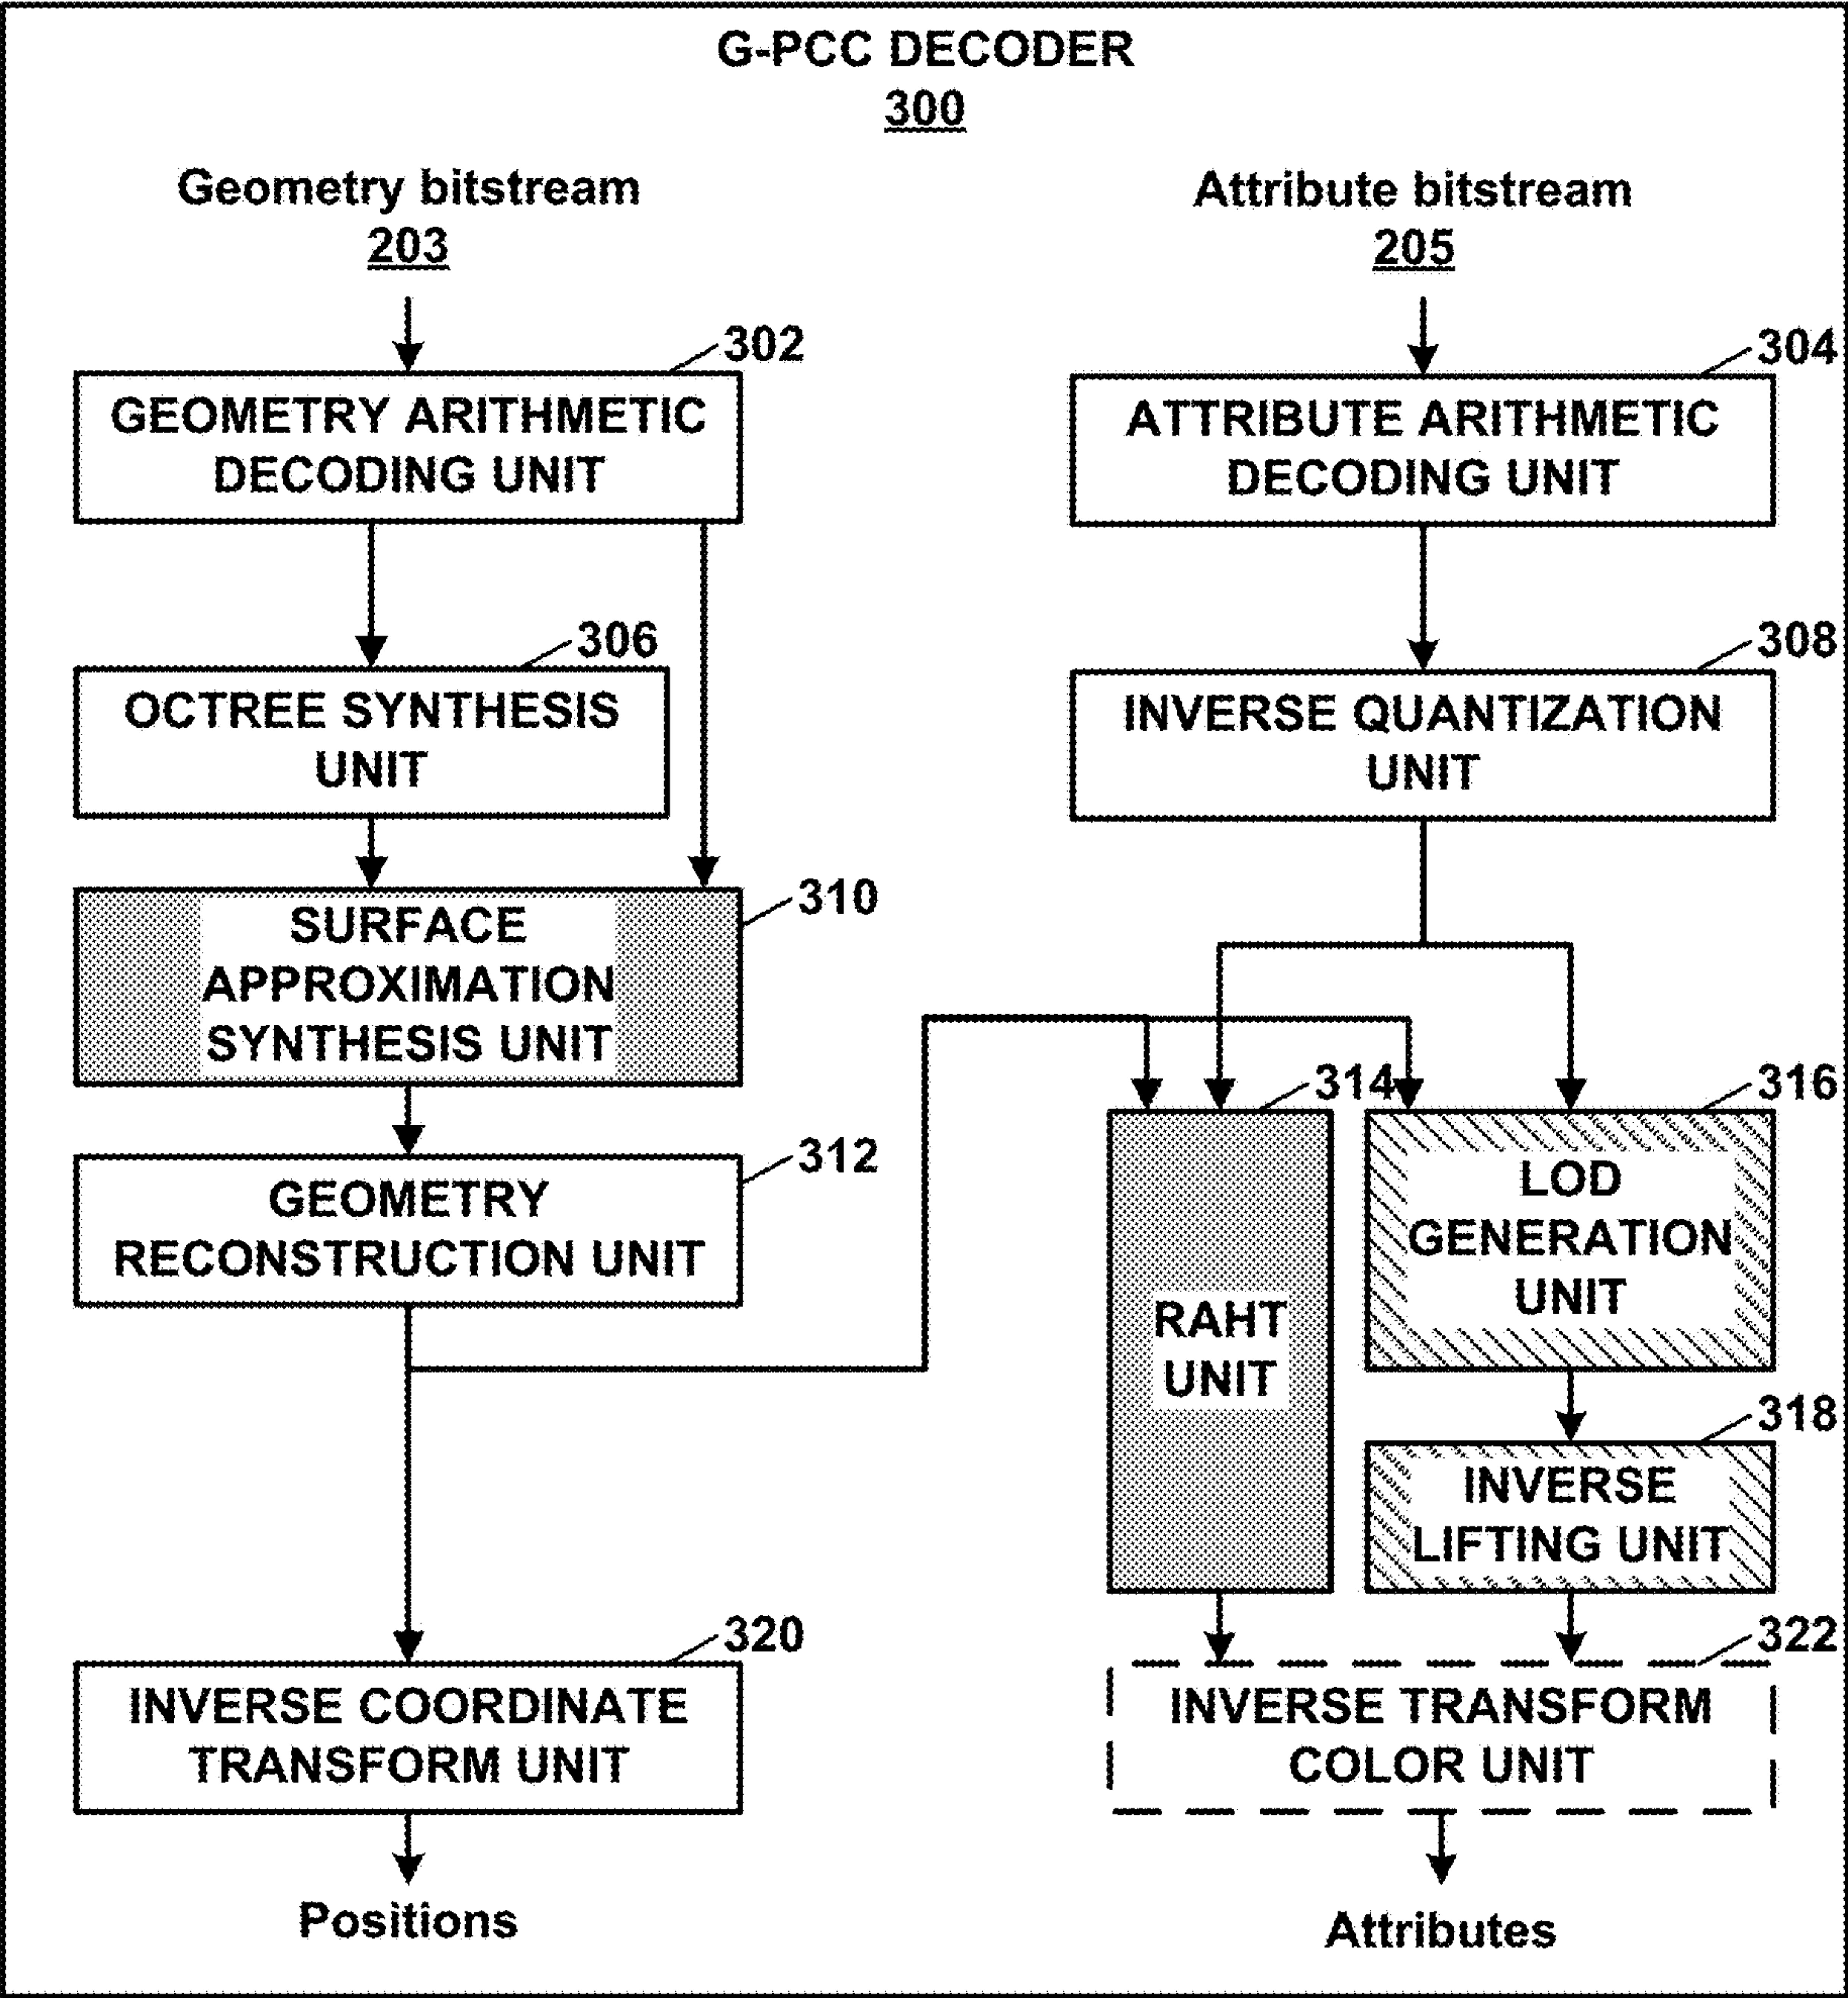 G-PCC DECODER
300
Geometry bitstream
203
Attribute bitstream
205
302
GEOMETRY ARITHMETIC
DECODING UNIT
304
ATTRIBUTE ARITHMETIC
DECODING UNIT
306
OCTREE SYNTHESIS
UNIT
308
INVERSE QUANTIZATION
UNIT
310
SURFACE
APPROXIMATION
SYNTHESIS UNIT
312
GEOMETRY
RECONSTRUCTION UNIT
314
RAHT
UNIT
316
LOD
GENERATION
UNIT
318
INVERSE
LIFTING UNIT
320
INVERSE COORDINATE
TRANSFORM UNIT
322
INVERSE TRANSFORM
COLOR UNIT
Positions
Attributes